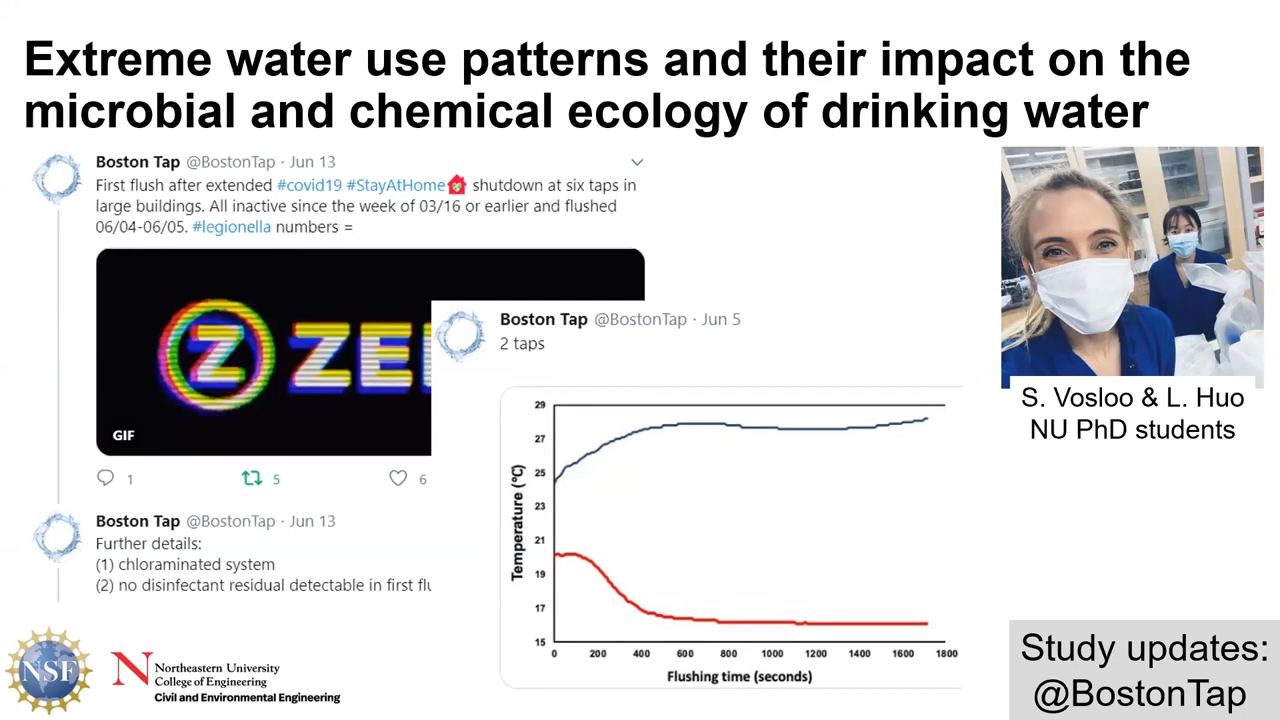 Extreme water use patterns and their impact on the
microbial and chemical ecology of drinking water
Boston Tap @BostonTap · Jun 13
First flush after extended #covid19 #StayAtHome shutdown at six taps in
large buildings. All inactive since the week of 03/16 or earlier and flushed
06/04-06/05. #legionella numbers =
Z ZE
GIF
1 5 6
Boston Tap @BostonTap · Jun 13
Further details:
(1) chloraminated system
(2) no disinfectant residual detectable in first flu
Boston Tap @BostonTap · Jun 5
2 taps
Temperature (°C)
29
27
25
23
21
19
17
15
0 200 400 600 800 1000 1200 1400 1600 1800
Flushing time (seconds)
S. Vosloo & L. Huo
NU PhD students
NSF
N
Northeastern University
College of Engineering
Civil and Environmental Engineering
Study updates:
@BostonTap